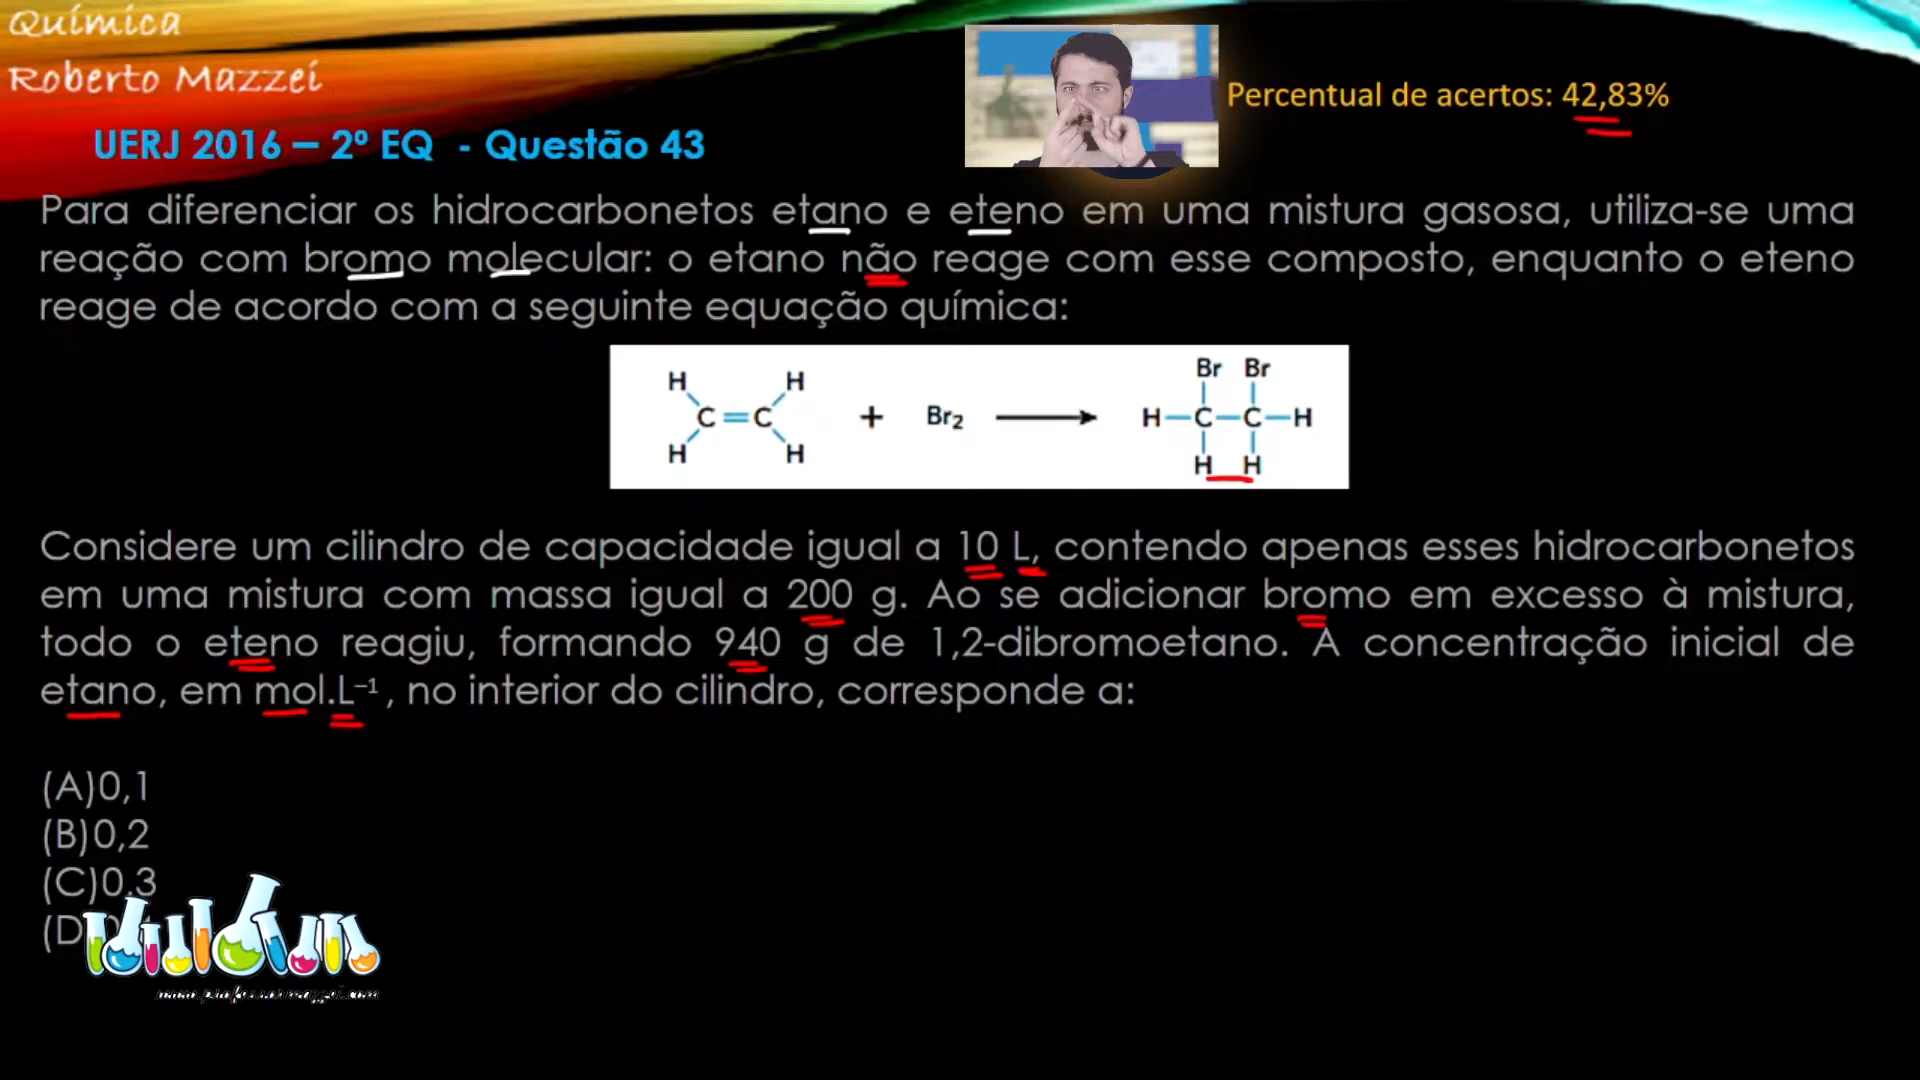 Química
Roberto Mazzei
Percentual de acertos: 42,83%
UERJ 2016 – 2º EQ - Questão 43
Para diferenciar os hidrocarbonetos etano e eteno em uma mistura gasosa, utiliza-se uma
reação com bromo molecular: o etano não reage com esse composto, enquanto o eteno
reage de acordo com a seguinte equação química:
Br Br
H H
C=C + Br₂ → H–C–C–H
H H
H H
Considere um cilindro de capacidade igual a 10 L, contendo apenas esses hidrocarbonetos
em uma mistura com massa igual a 200 g. Ao se adicionar bromo em excesso à mistura,
todo o eteno reagiu, formando 940 g de 1,2-dibromoetano. A concentração inicial de
etano, em mol.L⁻¹ , no interior do cilindro, corresponde a:
(A)0,1
(B)0,2
(C)0,3
(D
www.professormazzei.com